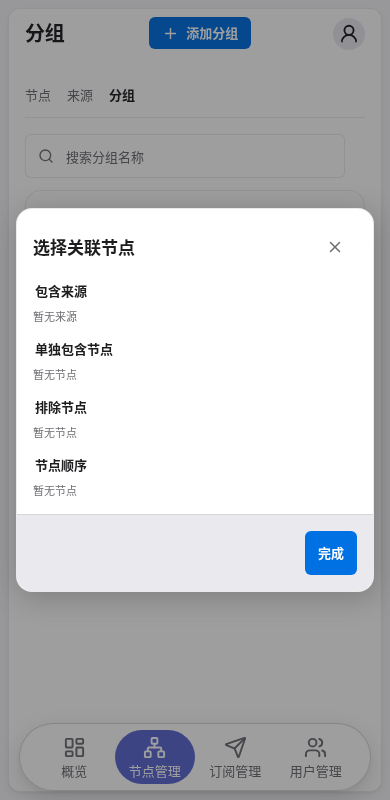 分组
添加分组
节点 来源 分组
搜索分组名称
选择关联节点
包含来源
暂无来源
单独包含节点
暂无节点
排除节点
暂无节点
节点顺序
暂无节点
完成
概览 节点管理 订阅管理 用户管理